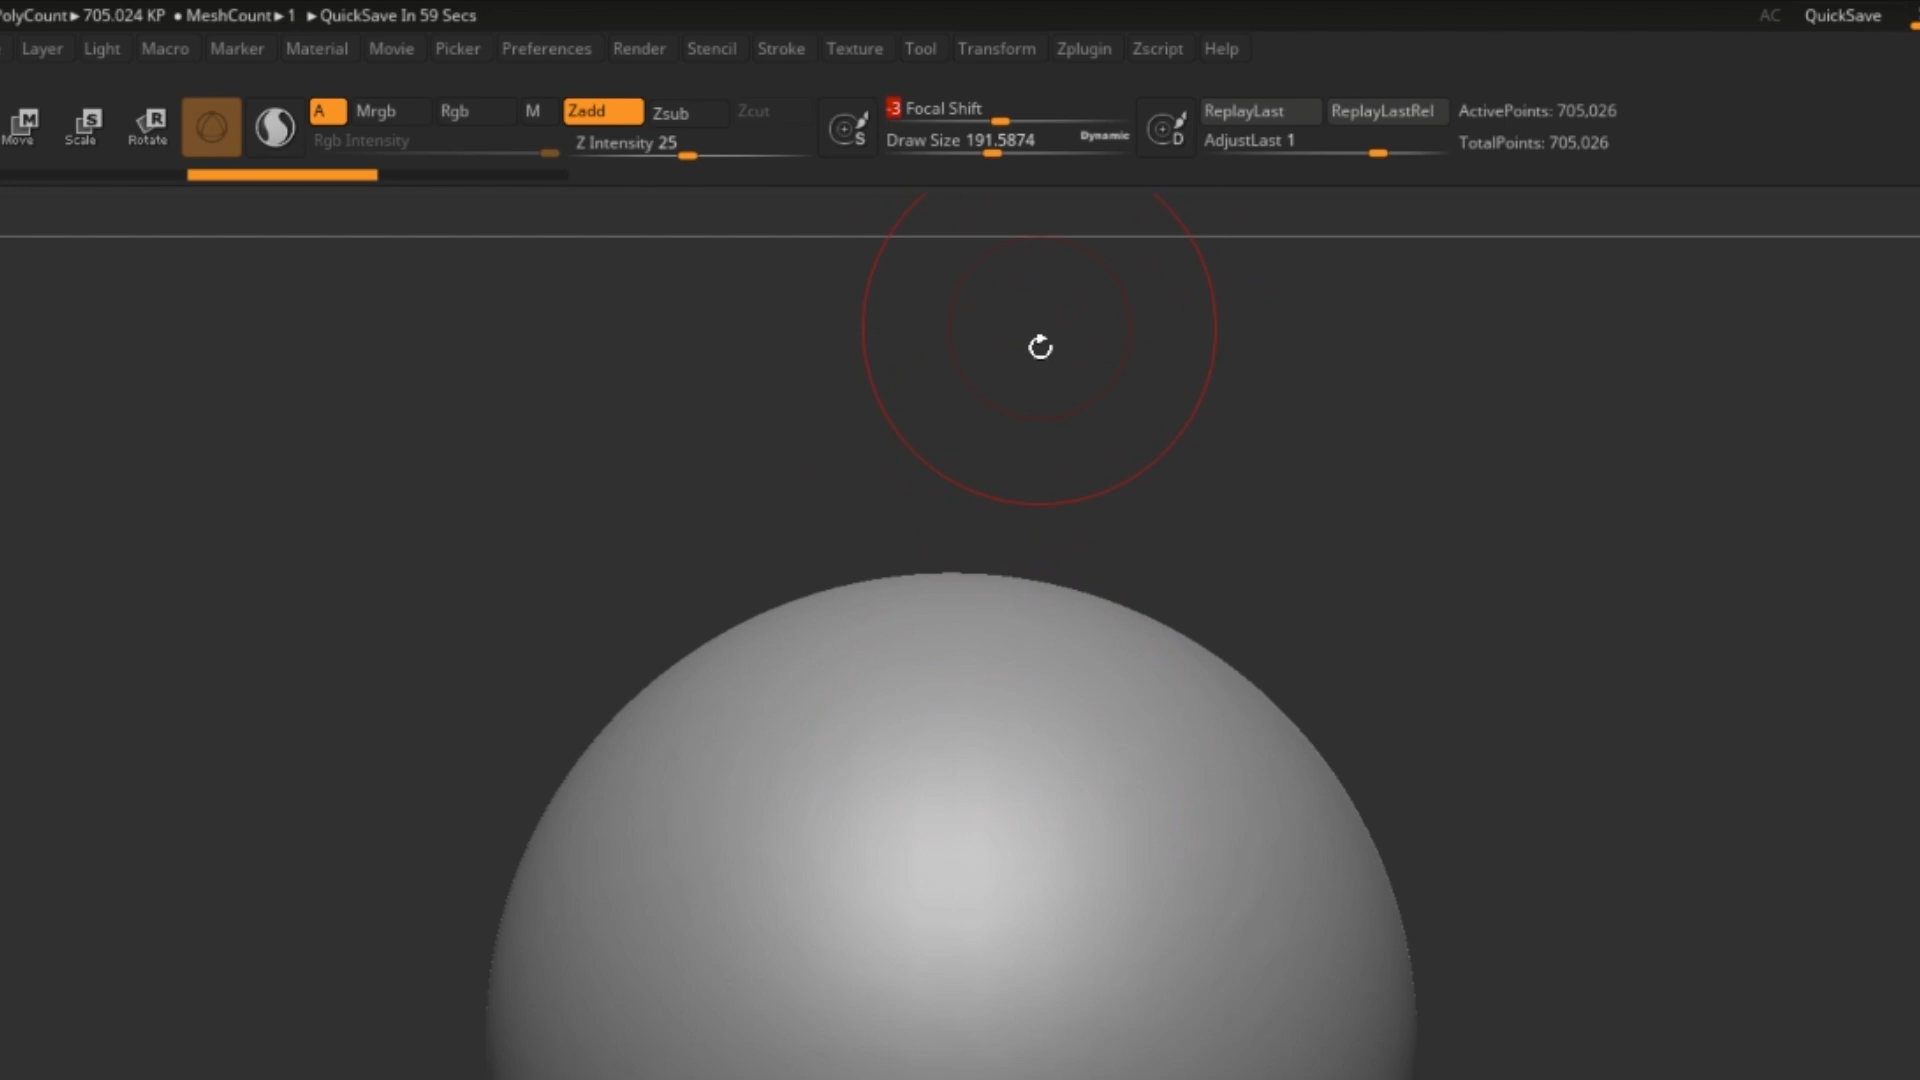 PolyCount►705.024 KP ●MeshCount►1 ►QuickSave In 59 Secs AC QuickSave
Layer Light Macro Marker Material Movie Picker Preferences Render Stencil Stroke Texture Tool Transform Zplugin Zscript Help
M Move S Scale R Rotate A Mrgb Rgb M Zadd Zsub Zcut S -3 Focal Shift D ReplayLast ReplayLastRel ActivePoints: 705,026
Rgb Intensity Z Intensity 25 Draw Size 191.5874 Dynamic AdjustLast 1 TotalPoints: 705,026